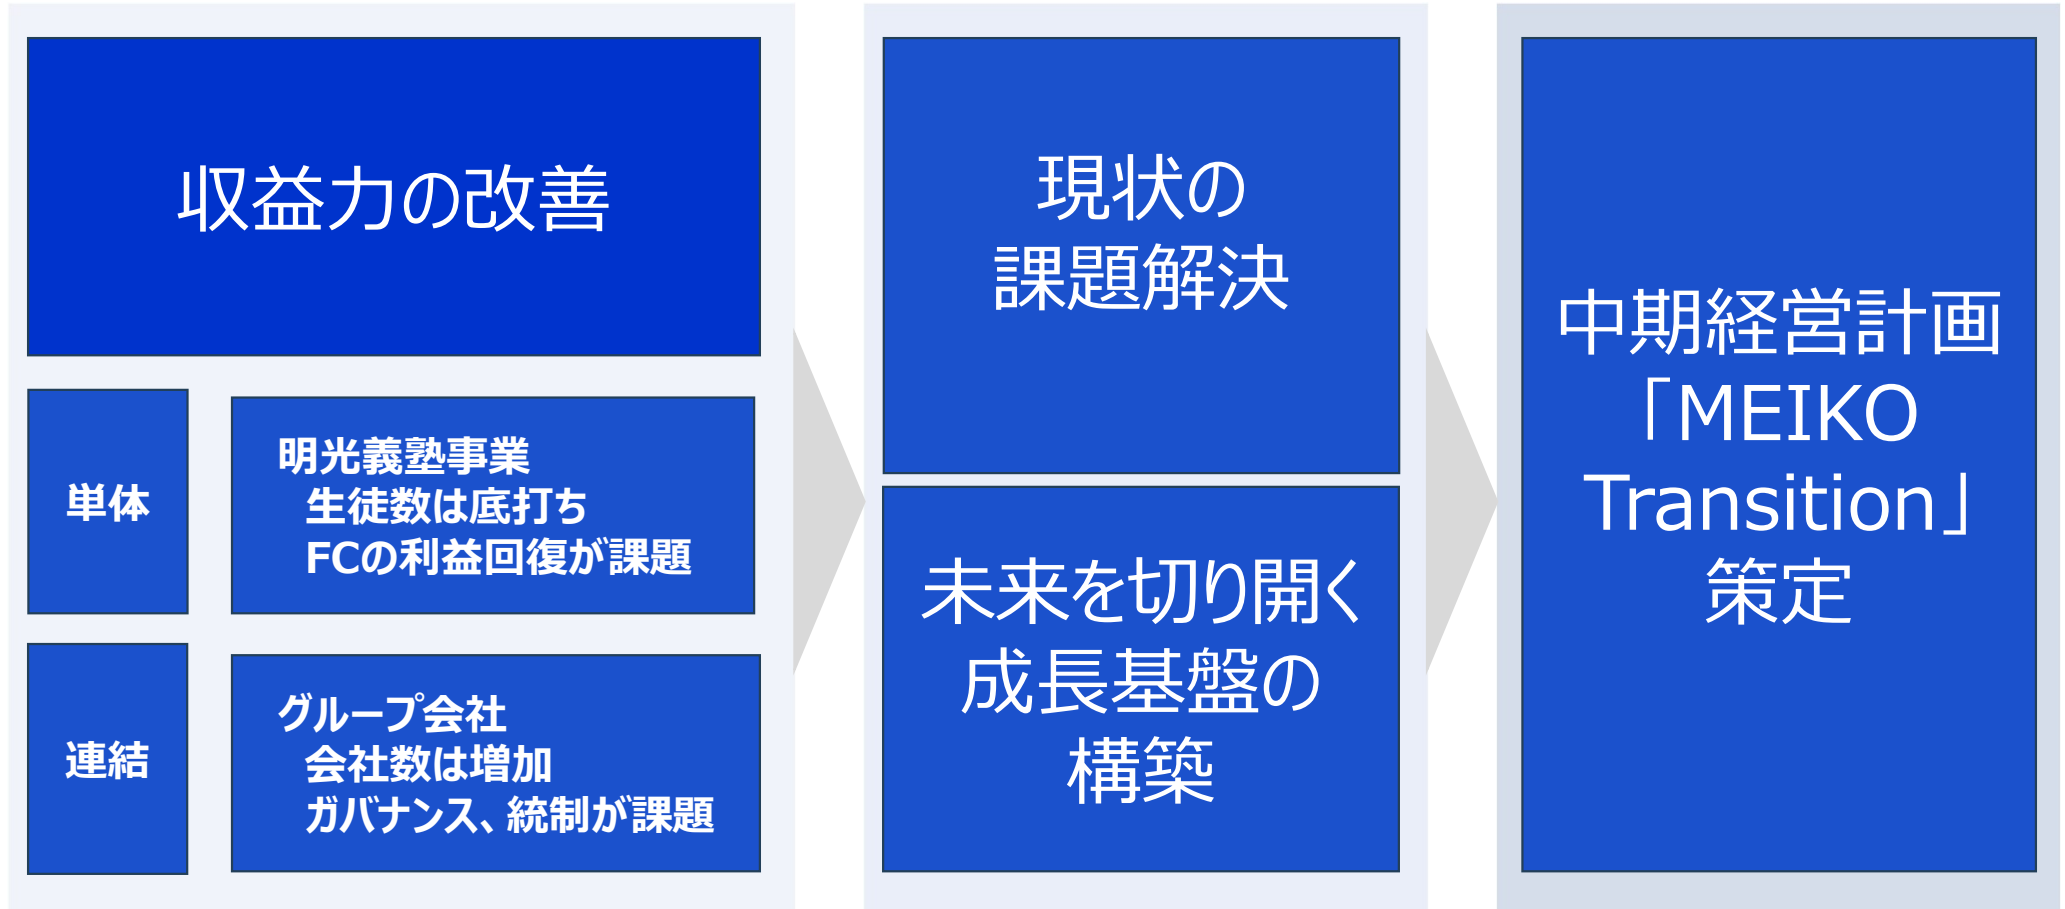 収益力の改善
単体
明光義塾事業
生徒数は底打ち
FCの利益回復が課題
連結
グループ会社
会社数は増加
ガバナンス、統制が課題
現状の
課題解決
未来を切り開く
成長基盤の
構築
中期経営計画
「MEIKO
Transition」
策定